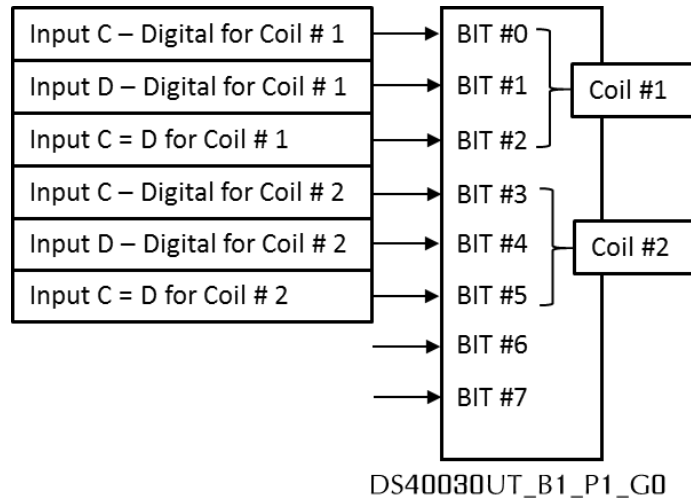 Input C – Digital for Coil # 1
BIT #0
Input D – Digital for Coil # 1
BIT #1
Coil #1
Input C = D for Coil # 1
BIT #2
Input C – Digital for Coil # 2
BIT #3
Input D – Digital for Coil # 2
BIT #4
Coil #2
Input C = D for Coil # 2
BIT #5
BIT #6
BIT #7
DS40030UT_B1_P1_G0